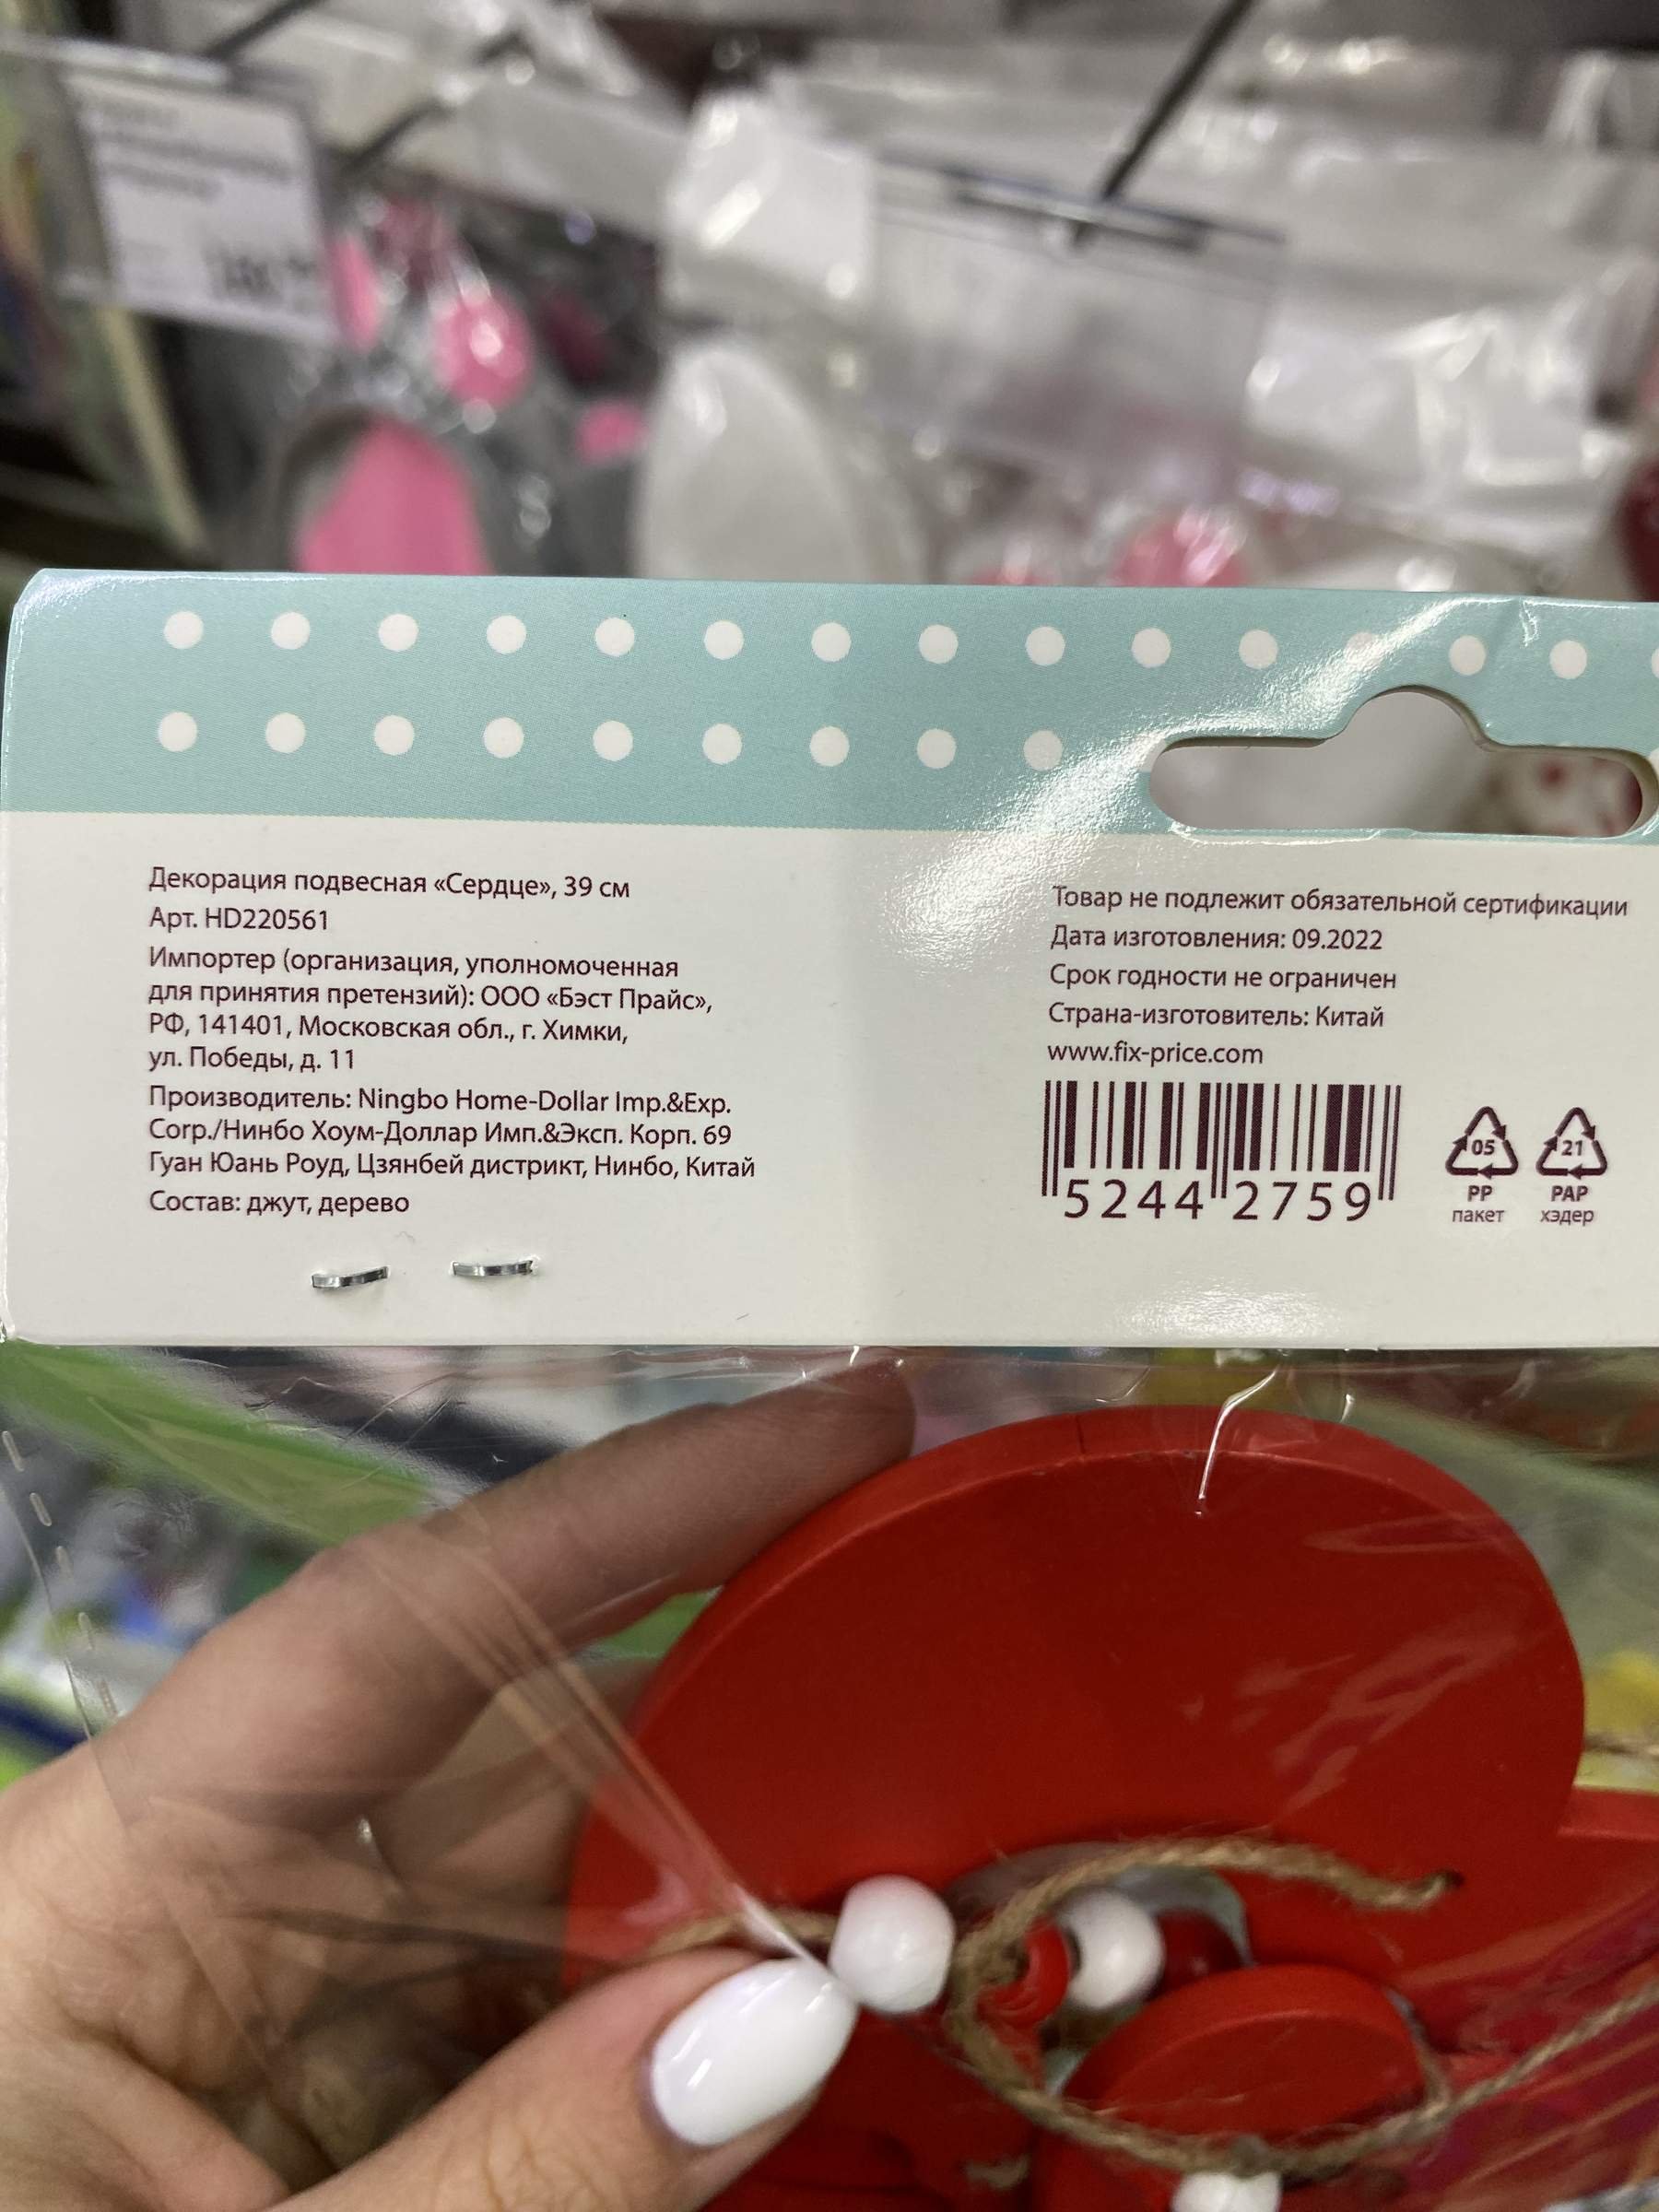 Декорация подвесная «Сердце», 39 см
Арт. HD220561
Импортер (организация, уполномоченная
для принятия претензий): ООО «Бэст Прайс»,
РФ, 141401, Московская обл., г. Химки,
ул. Победы, д. 11
Производитель: Ningbo Home-Dollar Imp.&Exp.
Corp./Нинбо Хоум-Доллар Имп.&Эксп. Корп. 69
Гуан Юань Роуд, Цзянбей дистрикт, Нинбо, Китай
Состав: джут, дерево
Товар не подлежит обязательной сертификации
Дата изготовления: 09.2022
Срок годности не ограничен
Страна-изготовитель: Китай
www.fix-price.com
5244 2759
05 21
PP PAP
пакет хэдер